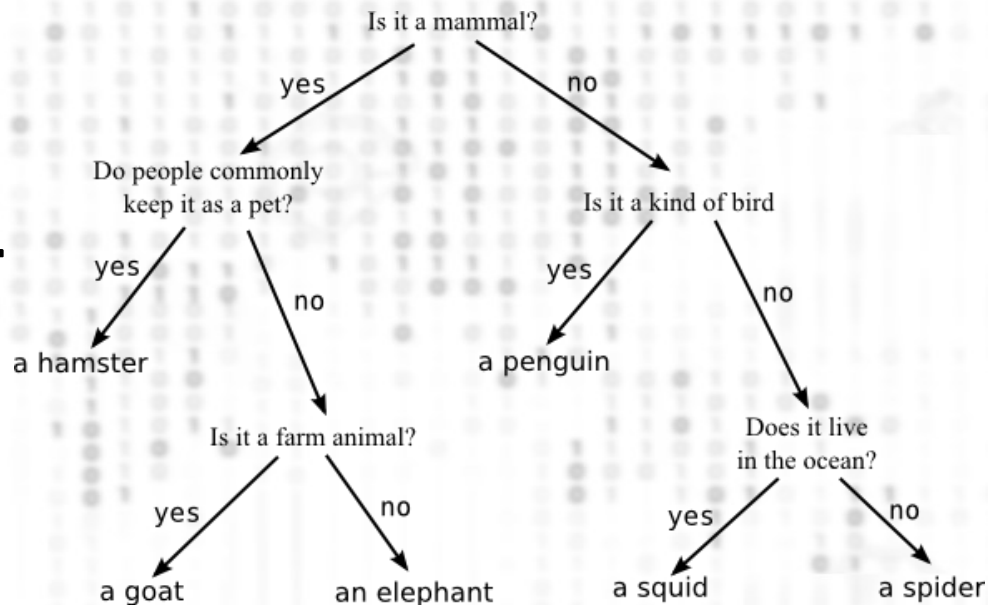 Is it a mammal?
yes
no
Do people commonly
keep it as a pet?
Is it a kind of bird
yes
no
yes
no
a hamster
a penguin
Is it a farm animal?
Does it live
in the ocean?
yes
no
yes
no
a goat
an elephant
a squid
a spider